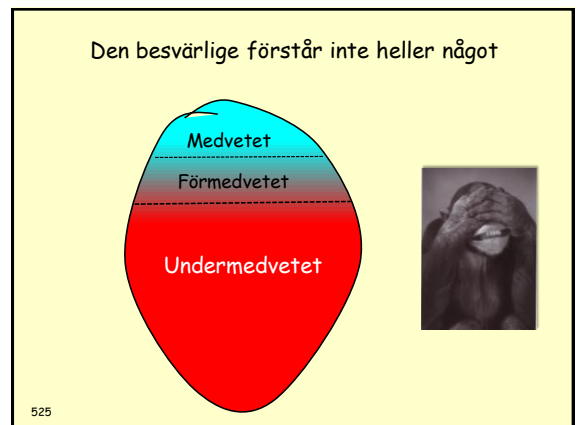 Den besvärlige förstår inte heller något
Medvetet
Förmedvetet
Undermedvetet
525